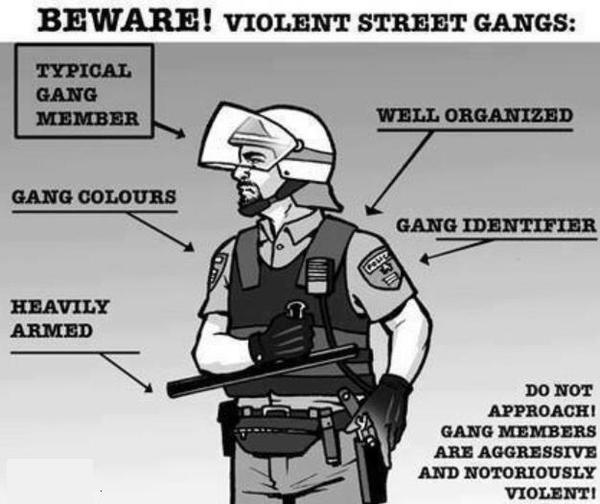 BEWARE! VIOLENT STREET GANGS:
TYPICAL
GANG
MEMBER
WELL ORGANIZED
GANG COLOURS
GANG IDENTIFIER
POLICE
HEAVILY
ARMED
DO NOT
APPROACH!
GANG MEMBERS
ARE AGGRESSIVE
AND NOTORIOUSLY
VIOLENT!